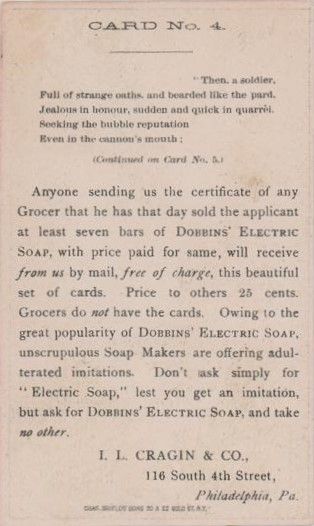 CARD No. 4.
"Then, a soldier,
Full of strange oaths, and bearded like the pard.
Jealous in honour, sudden and quick in quarrel.
Seeking the bubble reputation
Even in the cannon's mouth;
(Continued on Card No. 5.)
Anyone sending us the certificate of any
Grocer that he has that day sold the applicant
at least seven bars of DOBBINS' ELECTRIC
SOAP, with price paid for same, will receive
from us by mail, free of charge, this beautiful
set of cards. Price to others 25 cents.
Grocers do not have the cards. Owing to the
great popularity of DOBBINS' ELECTRIC SOAP,
unscrupulous Soap Makers are offering adul-
terated imitations. Don't ask simply for
"Electric Soap," lest you get an imitation,
but ask for DOBBINS' ELECTRIC SOAP, and take
no other.
I. L. CRAGIN & CO.,
116 South 4th Street,
Philadelphia, Pa.
SONS
GOLD ST. N.Y.